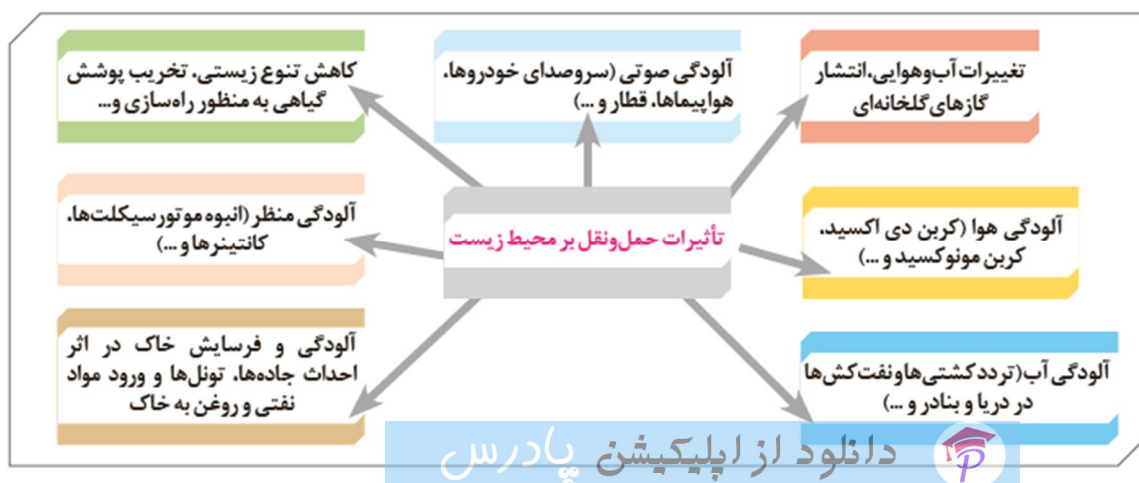 تغییرات آب‌وهوایی، انتشار
گازهای گلخانه‌ای
آلودگی صوتی (سروصدای خودروها،
هواپیماها، قطار و ...)
کاهش تنوع زیستی، تخریب پوشش
گیاهی به منظور راه‌سازی و...
تأثیرات حمل‌ونقل بر محیط زیست
آلودگی هوا (کربن دی اکسید،
کربن مونوکسید و ...)
آلودگی منظر (انبوه موتورسیکلت‌ها،
کانتینرها و ...)
آلودگی آب (تردد کشتی‌ها و نفت‌کش‌ها
در دریا و بنادر و ...)
آلودگی و فرسایش خاک در اثر
احداث جاده‌ها، تونل‌ها و ورود مواد
نفتی و روغن به خاک
دانلود از اپلیکیشن پادرس